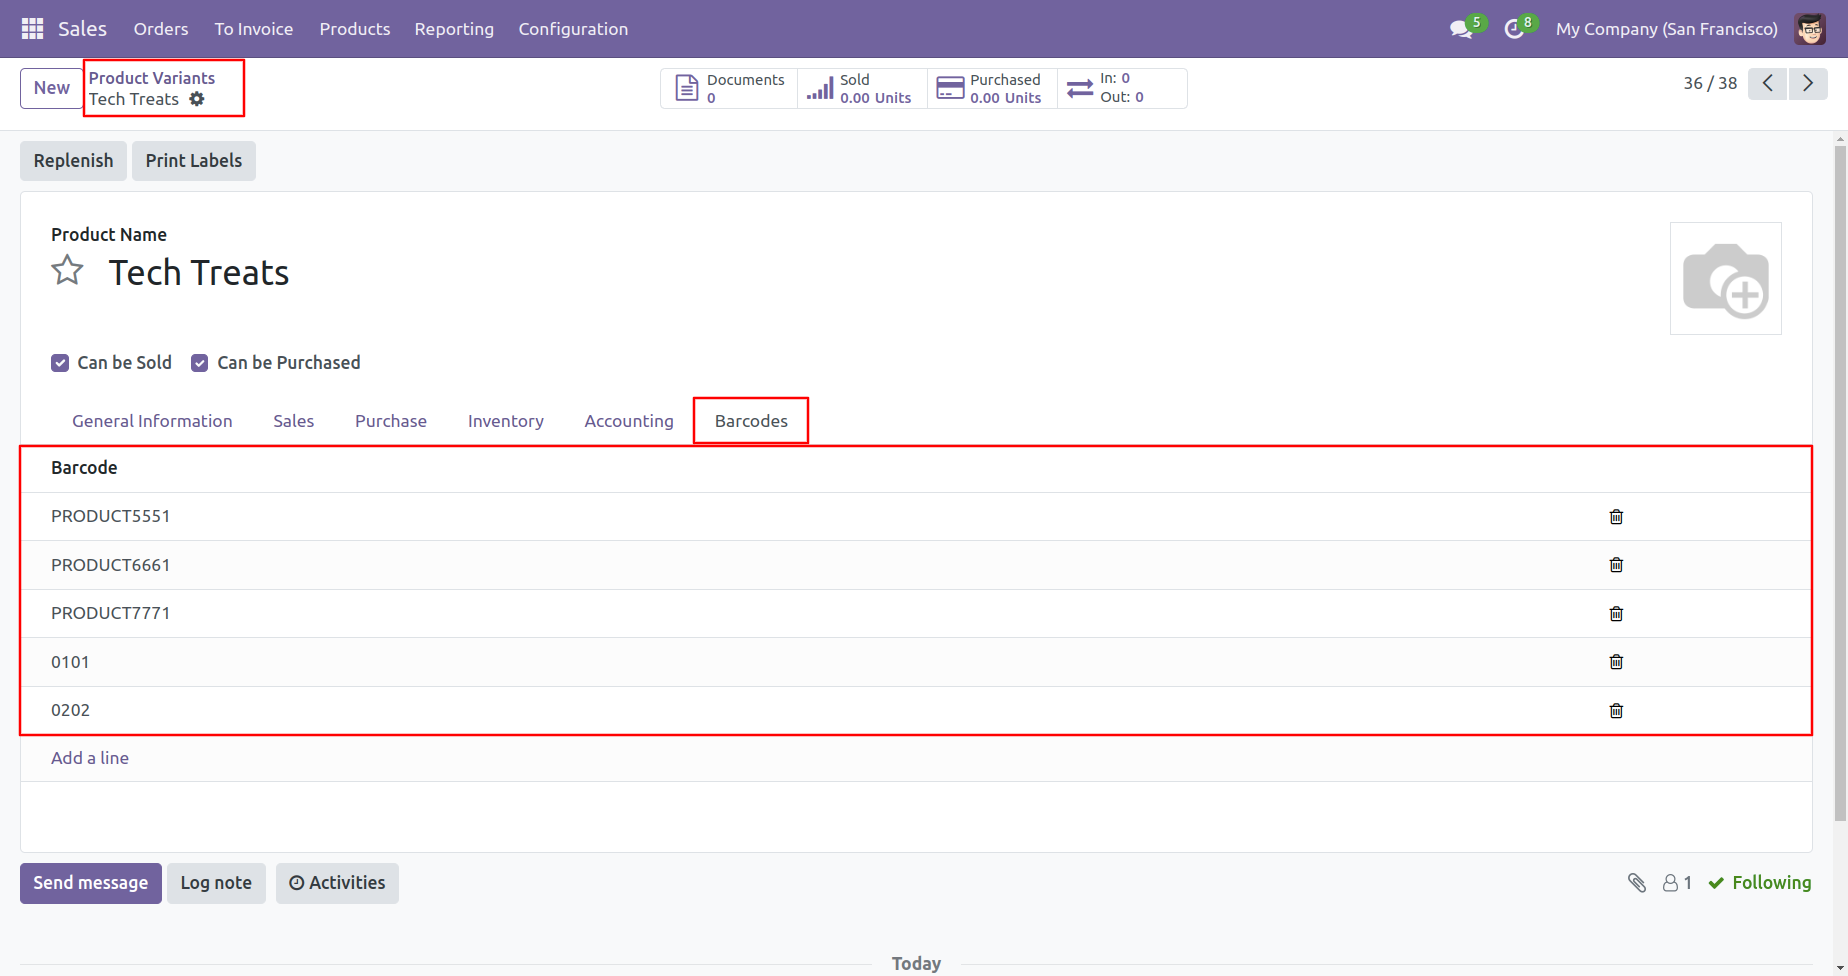 Sales Orders To Invoice Products Reporting Configuration 5 8 My Company (San Francisco)
New
Product Variants
Tech Treats
Documents
0
Sold
0.00 Units
Purchased
0.00 Units
In: 0
Out: 0
36 / 38
Replenish Print Labels
Product Name
Tech Treats
Can be Sold Can be Purchased
General Information Sales Purchase Inventory Accounting Barcodes
Barcode
PRODUCT5551
PRODUCT6661
PRODUCT7771
0101
0202
Add a line
Send message Log note Activities 1 Following
Today